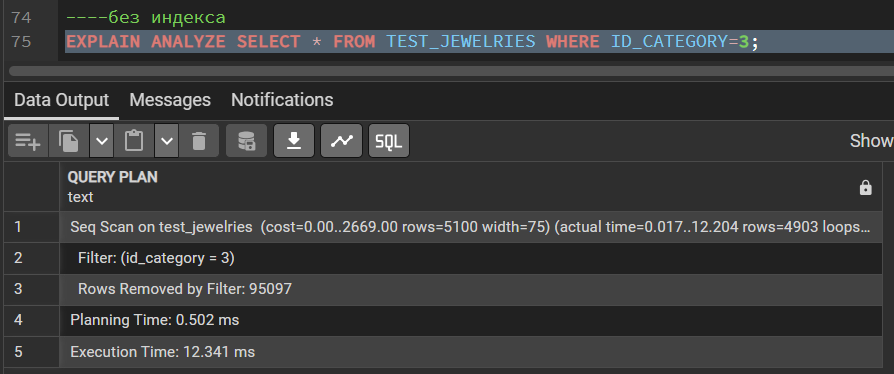 74 ----без индекса
75 EXPLAIN ANALYZE SELECT * FROM TEST_JEWELRIES WHERE ID_CATEGORY=3;
Data Output Messages Notifications
SQL Show
QUERY PLAN
text
1 Seq Scan on test_jewelries (cost=0.00..2669.00 rows=5100 width=75) (actual time=0.017..12.204 rows=4903 loops...
2 Filter: (id_category = 3)
3 Rows Removed by Filter: 95097
4 Planning Time: 0.502 ms
5 Execution Time: 12.341 ms